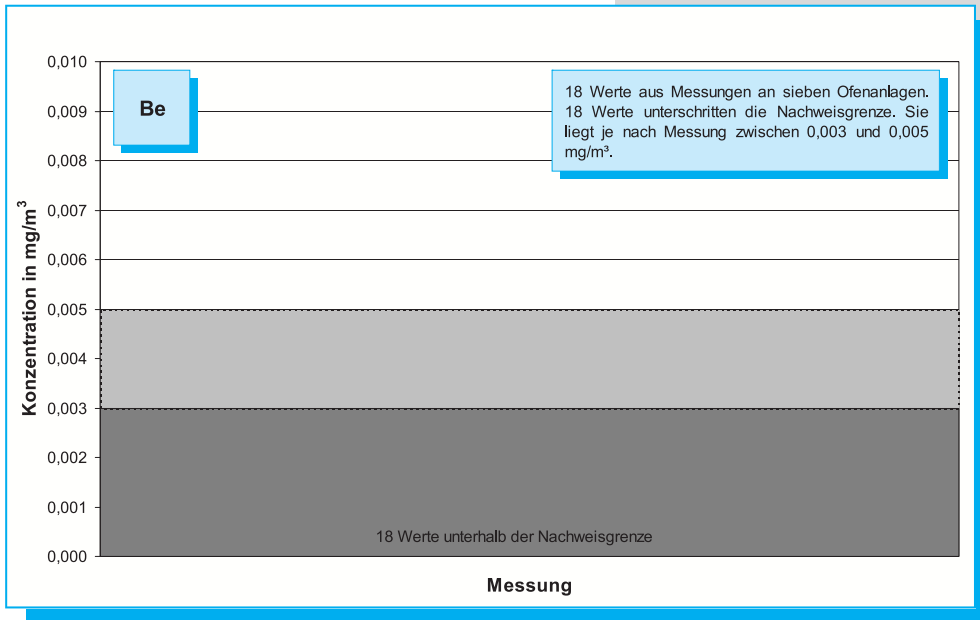 Be
18 Werte aus Messungen an sieben Ofenanlagen.
18 Werte unterschritten die Nachweisgrenze. Sie
liegt je nach Messung zwischen 0,003 und 0,005
mg/m³.
Konzentration in mg/m³
0,010
0,009
0,008
0,007
0,006
0,005
0,004
0,003
0,002
0,001
0,000
18 Werte unterhalb der Nachweisgrenze
Messung